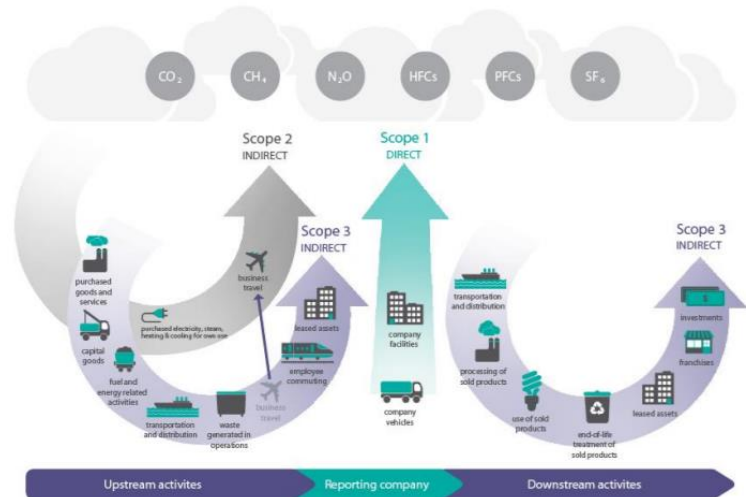 CO₂
CH₄
N₂O
HFCs
PFCs
SF₆
Scope 2
INDIRECT
Scope 1
DIRECT
Scope 3
INDIRECT
Scope 3
INDIRECT
business
travel
purchased
goods and
services
purchased electricity, steam,
heating & cooling for own use
capital
goods
fuel and
energy related
activities
transportation
and distribution
waste
generated in
operations
business
travel
employee
commuting
leased assets
company
facilities
company
vehicles
transportation
and distribution
processing of
sold products
use of sold
products
end-of-life
treatment of
sold products
leased assets
franchises
investments
$
Upstream activites
Reporting company
Downstream activites